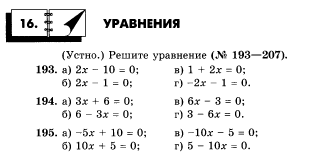 16. УРАВНЕНИЯ
(Устно.) Решите уравнение (№ 193—207).
193. а) 2x − 10 = 0; в) 1 + 2x = 0;
б) 2x − 1 = 0; г) −2x − 1 = 0.
194. а) 3x + 6 = 0; в) 6x − 3 = 0;
б) 6 − 3x = 0; г) 3 − 6x = 0.
195. а) −5x + 10 = 0; в) −10x − 5 = 0;
б) 10x + 5 = 0; г) 5 − 10x = 0.